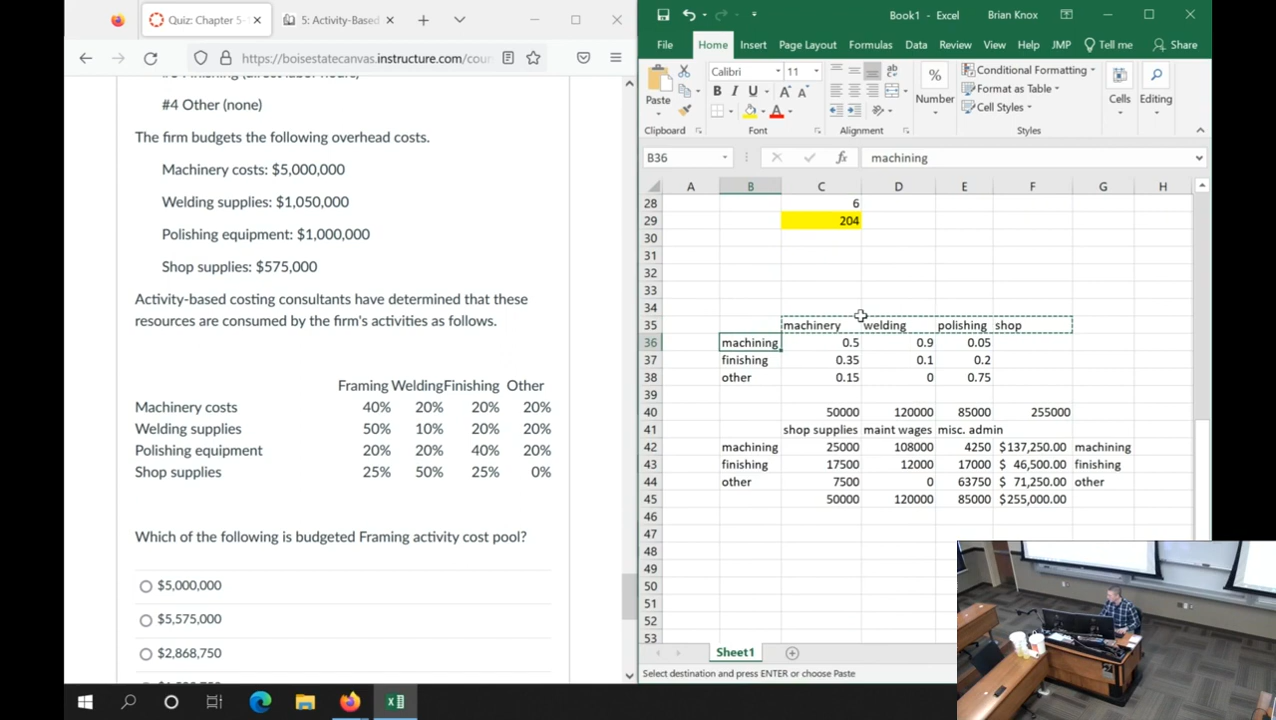 Quiz: Chapter 5-
5: Activity-Based
Book1 - Excel
Brian Knox
https://boisestatecanvas.instructure.com/cour
File Home Insert Page Layout Formulas Data Review View Help JMP Tell me Share
Calibri 11
Paste
B I U
Number
Conditional Formatting
Format as Table
Cell Styles
Cells
Editing
Clipboard Font Alignment Styles
B36
machining
#4 Other (none)
The firm budgets the following overhead costs.
Machinery costs: $5,000,000
Welding supplies: $1,050,000
Polishing equipment: $1,000,000
Shop supplies: $575,000
Activity-based costing consultants have determined that these
resources are consumed by the firm's activities as follows.
Framing WeldingFinishing Other
Machinery costs 40% 20% 20% 20%
Welding supplies 50% 10% 20% 20%
Polishing equipment 20% 20% 40% 20%
Shop supplies 25% 50% 25% 0%
Which of the following is budgeted Framing activity cost pool?
$5,000,000
$5,575,000
$2,868,750
A B C D E F G H
28 6
29 204
30
31
32
33
34
35 machinery welding polishing shop
36 machining 0.5 0.9 0.05
37 finishing 0.35 0.1 0.2
38 other 0.15 0 0.75
39
40 50000 120000 85000 255000
41 shop supplies maint wages misc. admin
42 machining 25000 108000 4250 $137,250.00 machining
43 finishing 17500 12000 17000 $ 46,500.00 finishing
44 other 7500 0 63750 $ 71,250.00 other
45 50000 120000 85000 $255,000.00
46
47
48
49
50
51
52
53
Sheet1
Select destination and press ENTER or choose Paste